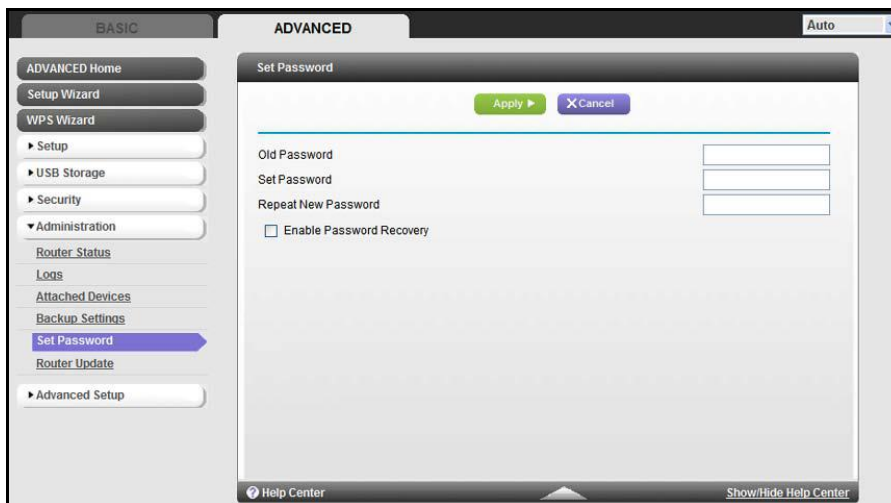 BASIC
ADVANCED
Auto
ADVANCED Home
Setup Wizard
WPS Wizard
Setup
USB Storage
Security
Administration
Router Status
Logs
Attached Devices
Backup Settings
Set Password
Router Update
Advanced Setup
Set Password
Apply
Cancel
Old Password
Set Password
Repeat New Password
Enable Password Recovery
Help Center
Show/Hide Help Center